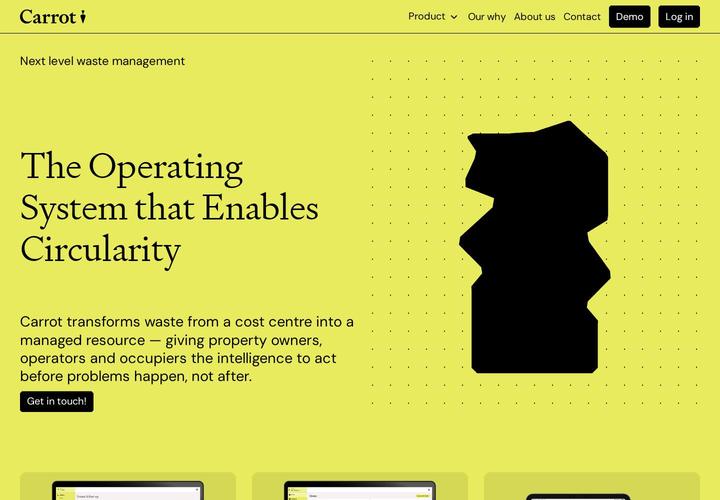 Carrot
Product Our why About us Contact Demo Log in
Next level waste management
The Operating
System that Enables
Circularity
Carrot transforms waste from a cost centre into a
managed resource — giving property owners,
operators and occupiers the intelligence to act
before problems happen, not after.
Get in touch!